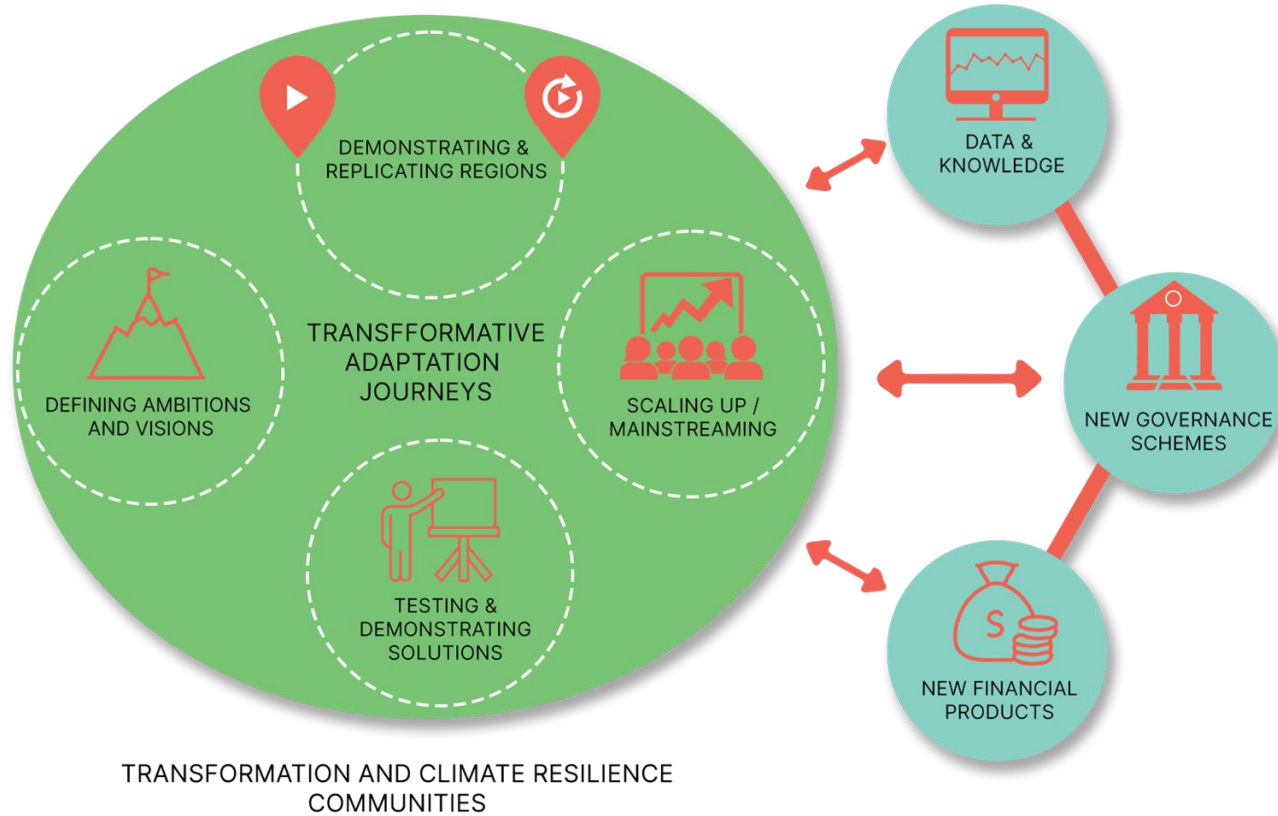 DEMONSTRATING &
REPLICATING REGIONS
DATA &
KNOWLEDGE
DEFINING AMBITIONS
AND VISIONS
TRANSFFORMATIVE
ADAPTATION
JOURNEYS
SCALING UP /
MAINSTREAMING
NEW GOVERNANCE
SCHEMES
TESTING &
DEMONSTRATING
SOLUTIONS
S
NEW FINANCIAL
PRODUCTS
TRANSFORMATION AND CLIMATE RESILIENCE
COMMUNITIES